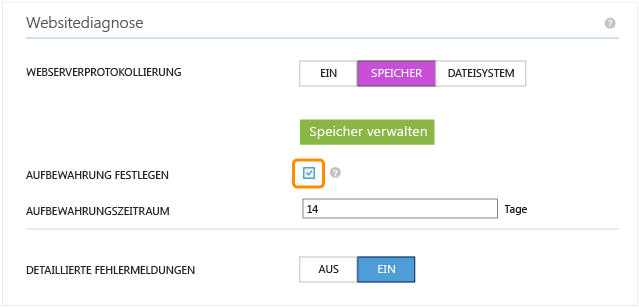 Websitediagnose ?
WEBSERVERPROTOKOLLIERUNG EIN SPEICHER DATEISYSTEM
Speicher verwalten
AUFBEWAHRUNG FESTLEGEN ?
AUFBEWAHRUNGSZEITRAUM 14 Tage
DETAILLIERTE FEHLERMELDUNGEN AUS EIN